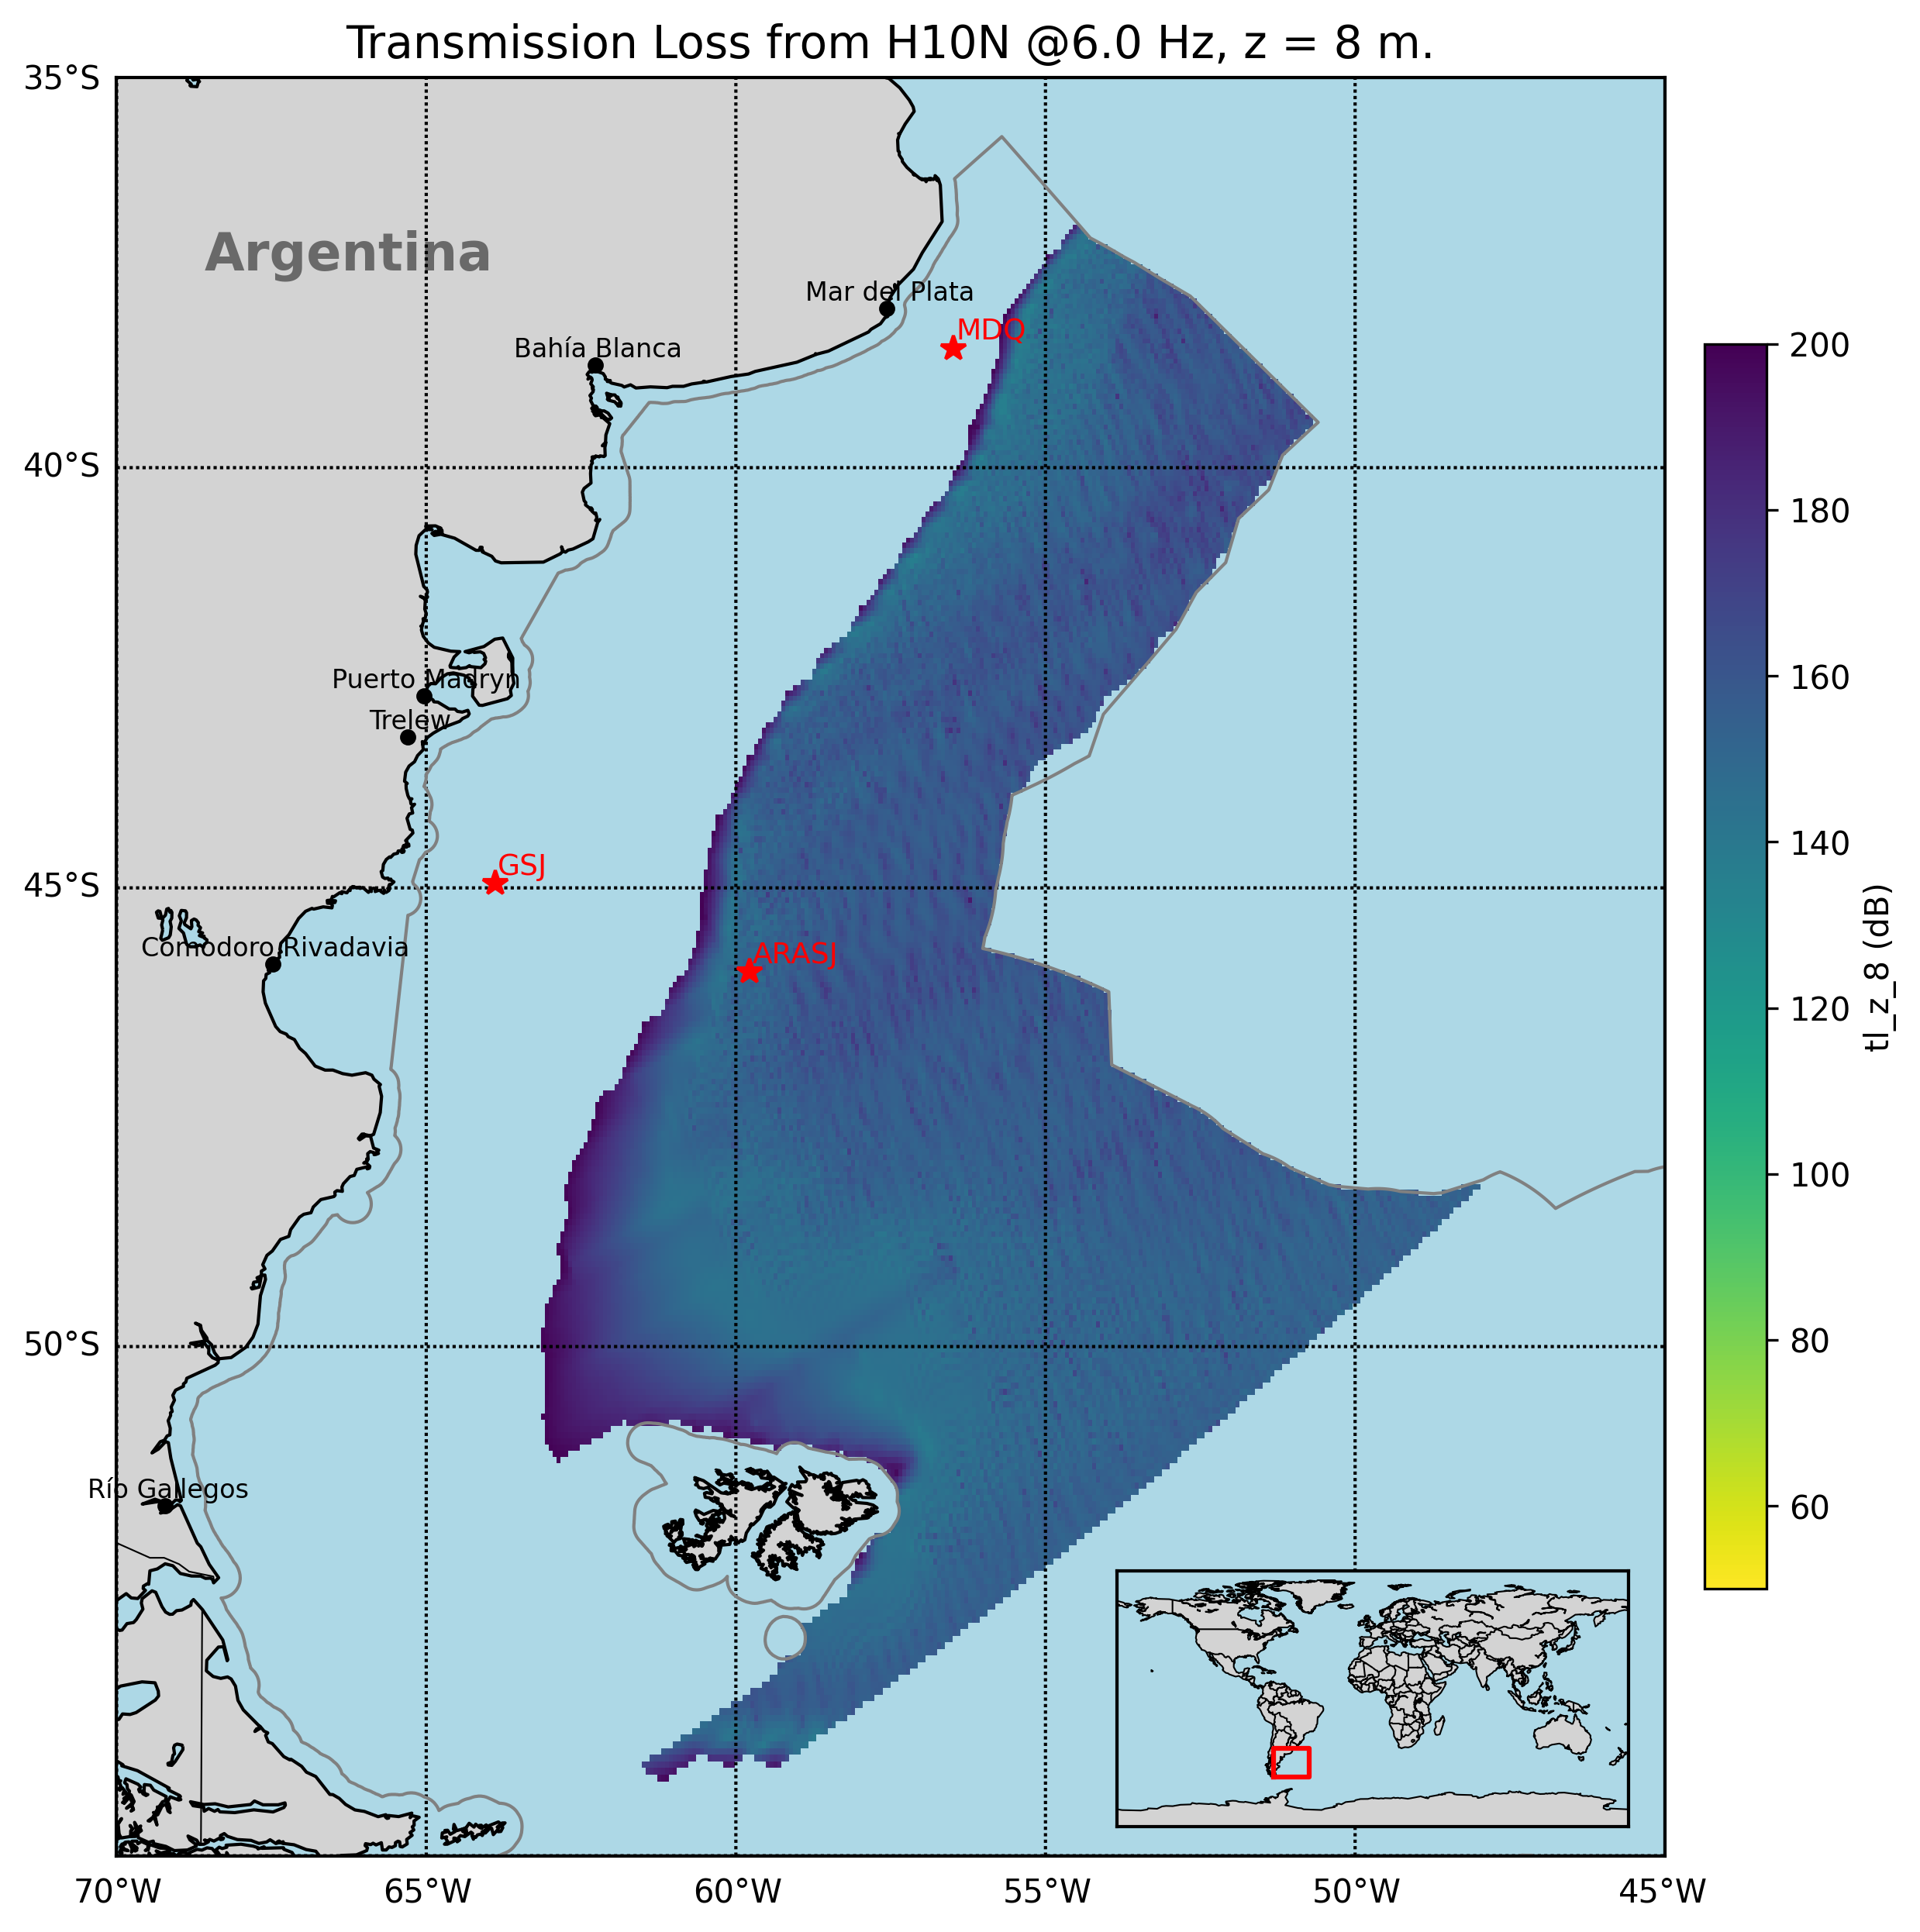 Transmission Loss from H10N @6.0 Hz, z = 8 m.
35°S
40°S
45°S
50°S
Argentina
Mar del Plata
MDQ
Bahía Blanca
Puerto Madryn
Trelew
GSJ
Comodoro Rivadavia
ARASJ
Río Gallegos
70°W
65°W
60°W
55°W
50°W
45°W
200
180
160
140
120
100
80
60
tl_z_8 (dB)